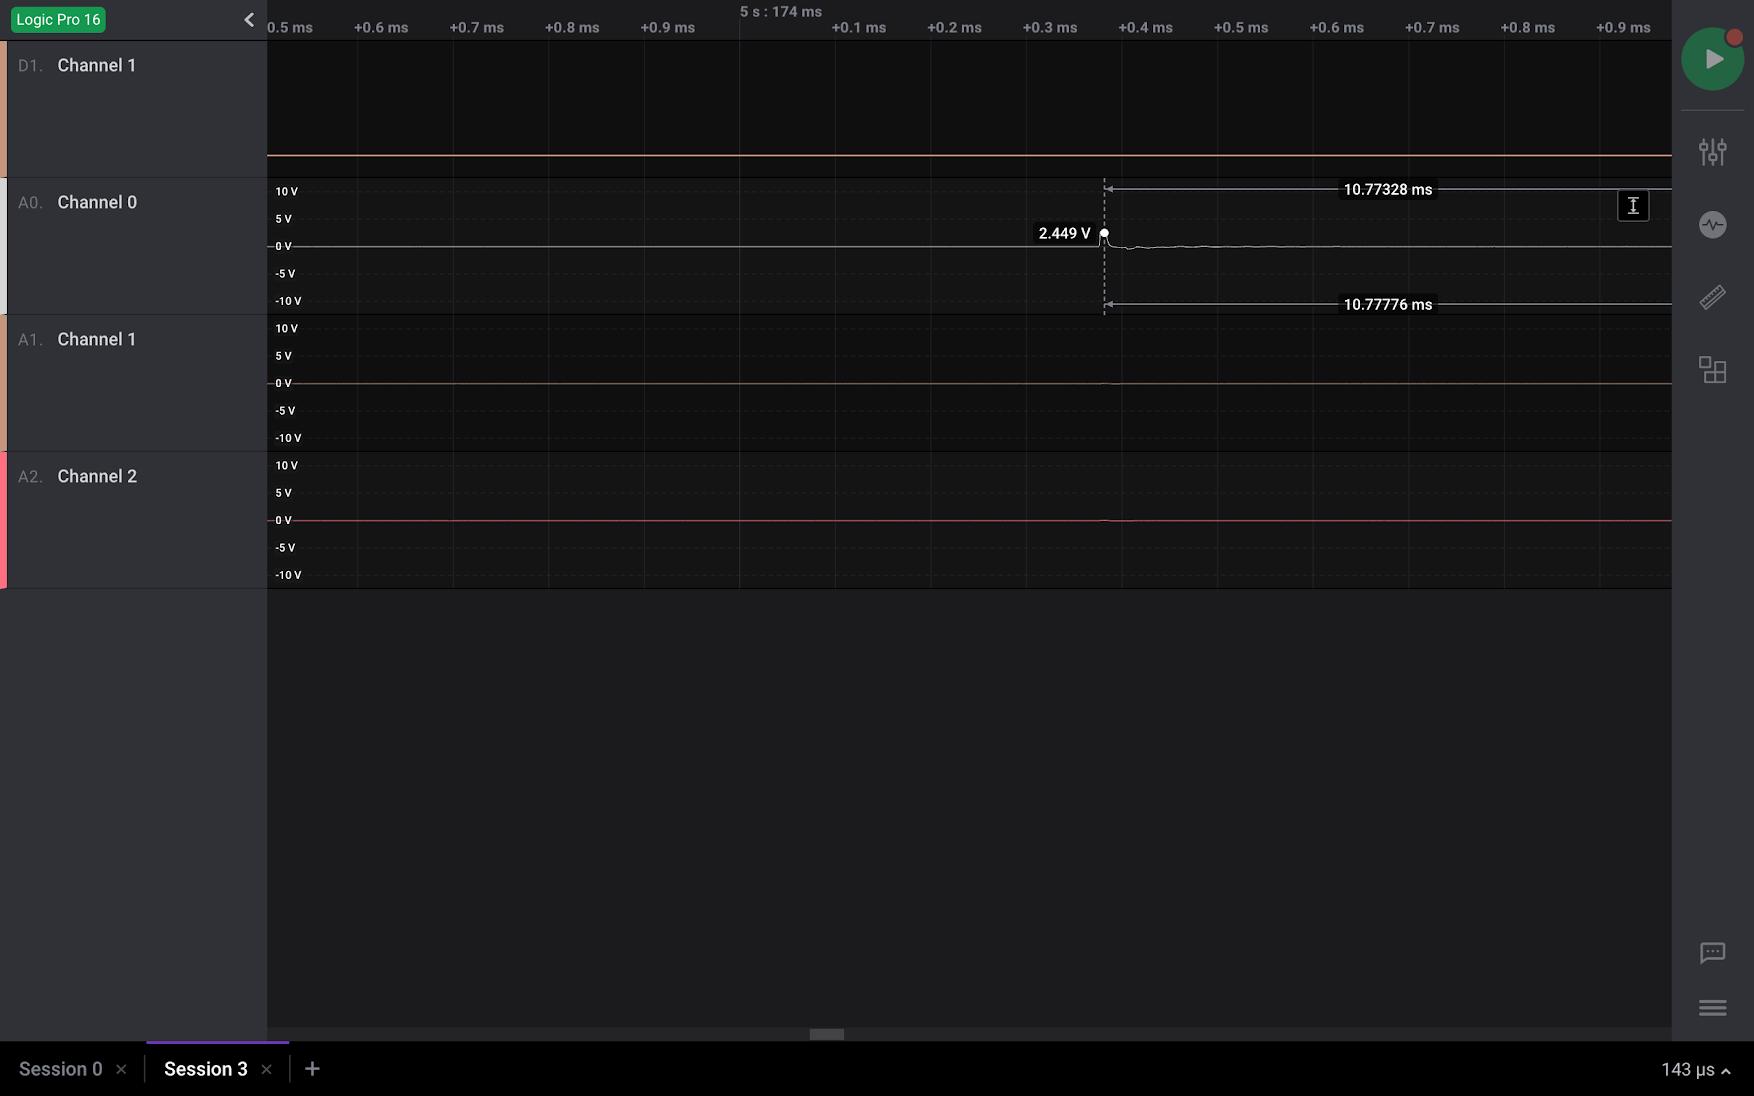 Logic Pro 16
5 s : 174 ms
0.5 ms +0.6 ms +0.7 ms +0.8 ms +0.9 ms +0.1 ms +0.2 ms +0.3 ms +0.4 ms +0.5 ms +0.6 ms +0.7 ms +0.8 ms +0.9 ms
D1. Channel 1
A0. Channel 0
10 V
5 V
0 V
-5 V
-10 V
10.77328 ms
2.449 V
10.77776 ms
A1. Channel 1
10 V
5 V
0 V
-5 V
-10 V
A2. Channel 2
10 V
5 V
0 V
-5 V
-10 V
Session 0 × Session 3 × +
143 µs